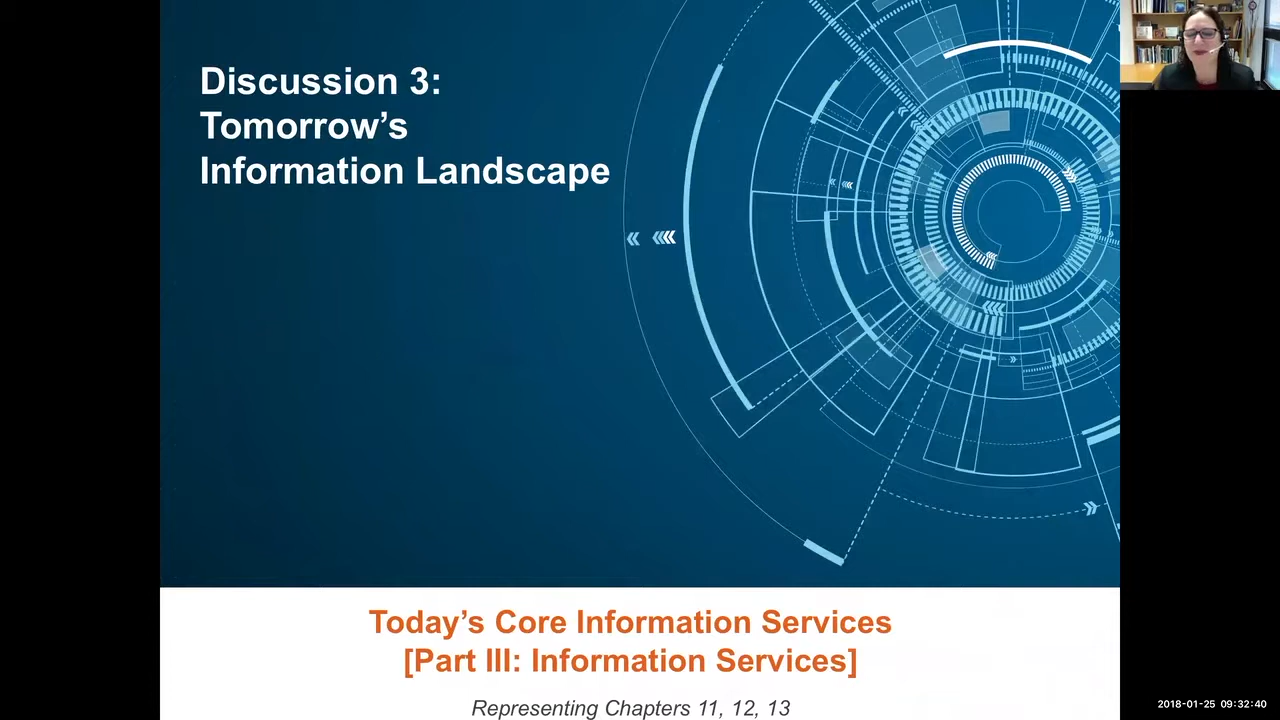 Discussion 3:
Tomorrow’s
Information Landscape
Today’s Core Information Services
[Part III: Information Services]
Representing Chapters 11, 12, 13
2018-01-25 09:32:40